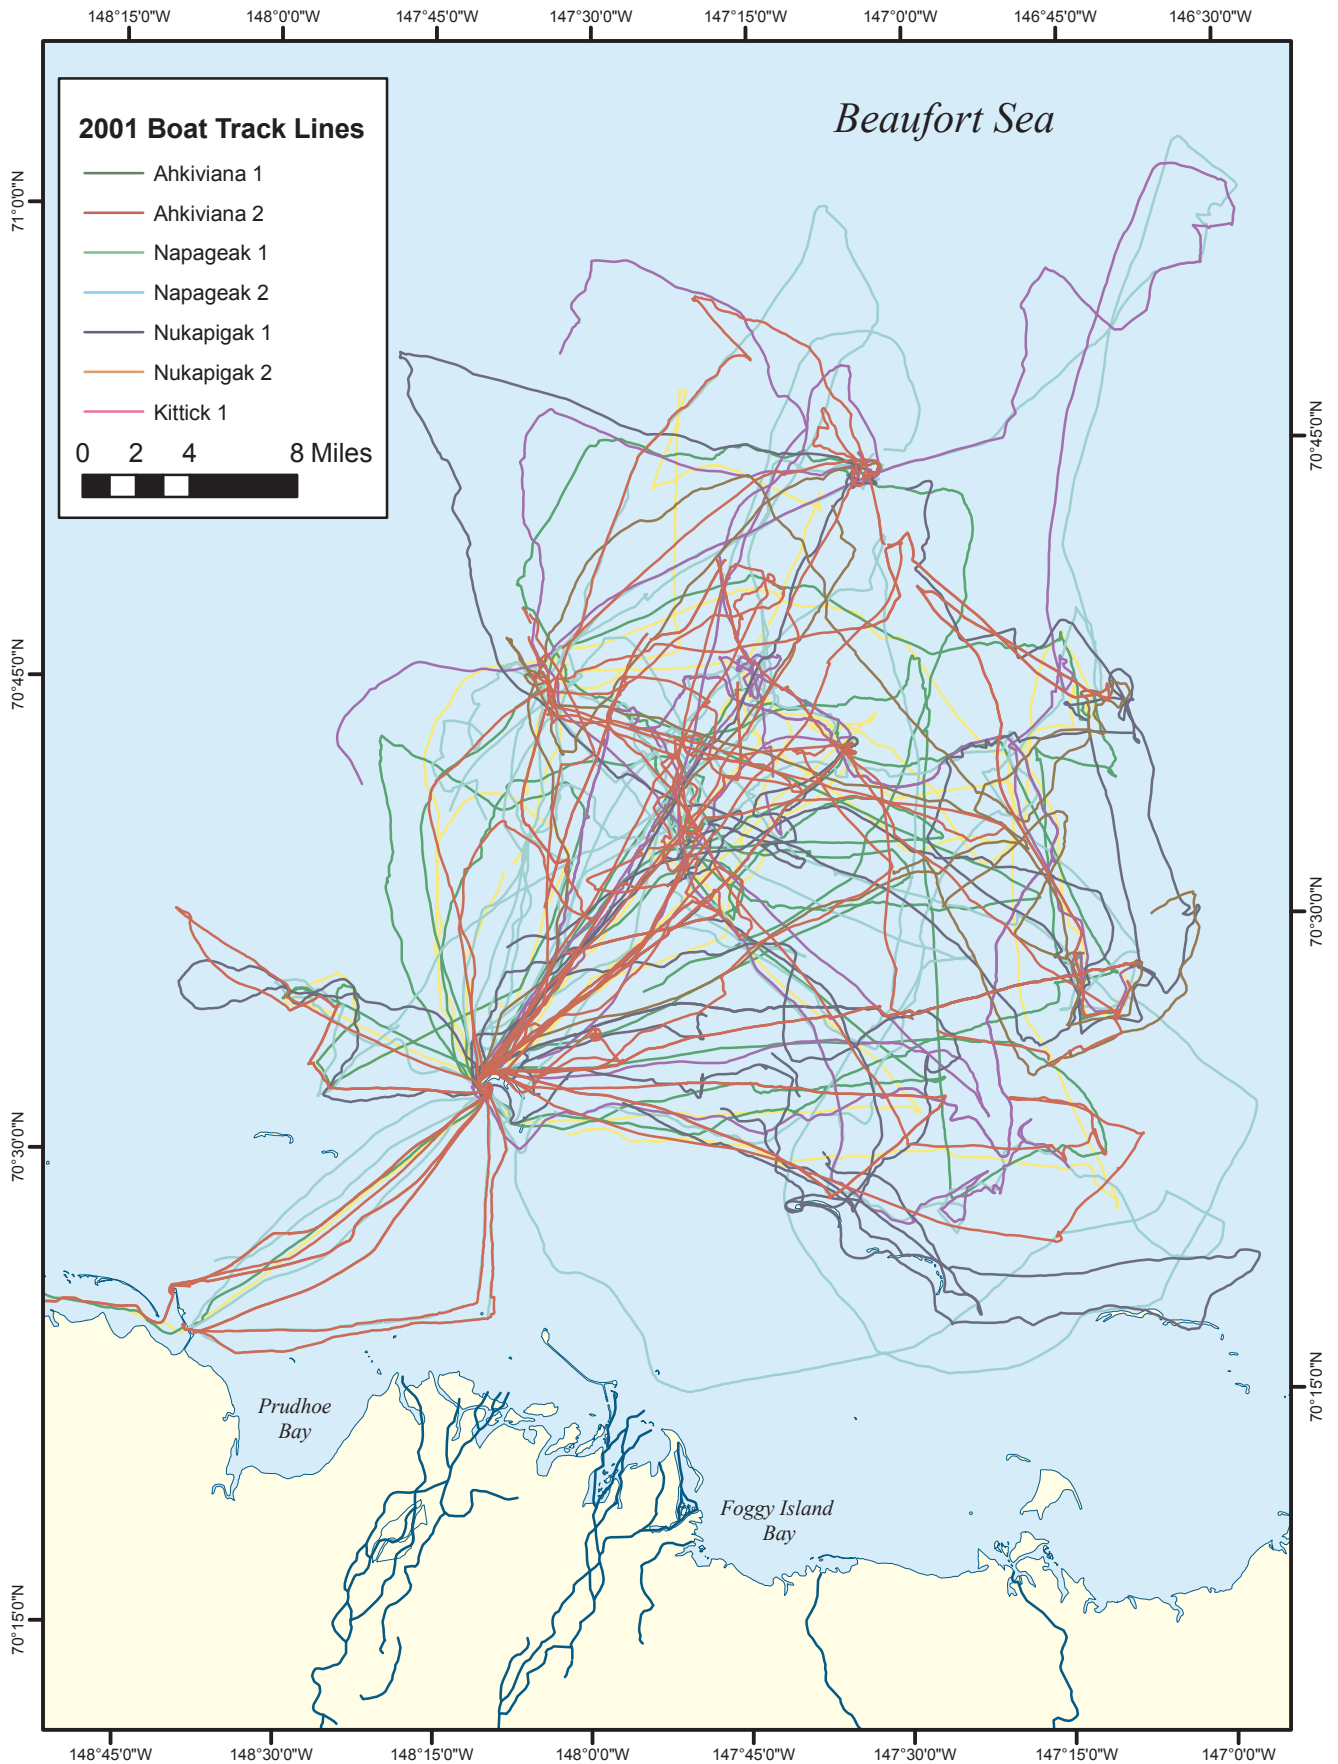 148°15'0"W 148°0'0"W 147°45'0"W 147°30'0"W 147°15'0"W 147°0'0"W 146°45'0"W 146°30'0"W
Beaufort Sea
2001 Boat Track Lines
Ahkiviana 1
Ahkiviana 2
Napageak 1
Napageak 2
Nukapigak 1
Nukapigak 2
Kittick 1
0 2 4 8 Miles
71°0'0"N
70°45'0"N
70°30'0"N
70°15'0"N
70°45'0"N
70°30'0"N
70°15'0"N
Prudhoe
Bay
Foggy Island
Bay
148°45'0"W 148°30'0"W 148°15'0"W 148°0'0"W 147°45'0"W 147°30'0"W 147°15'0"W 147°0'0"W